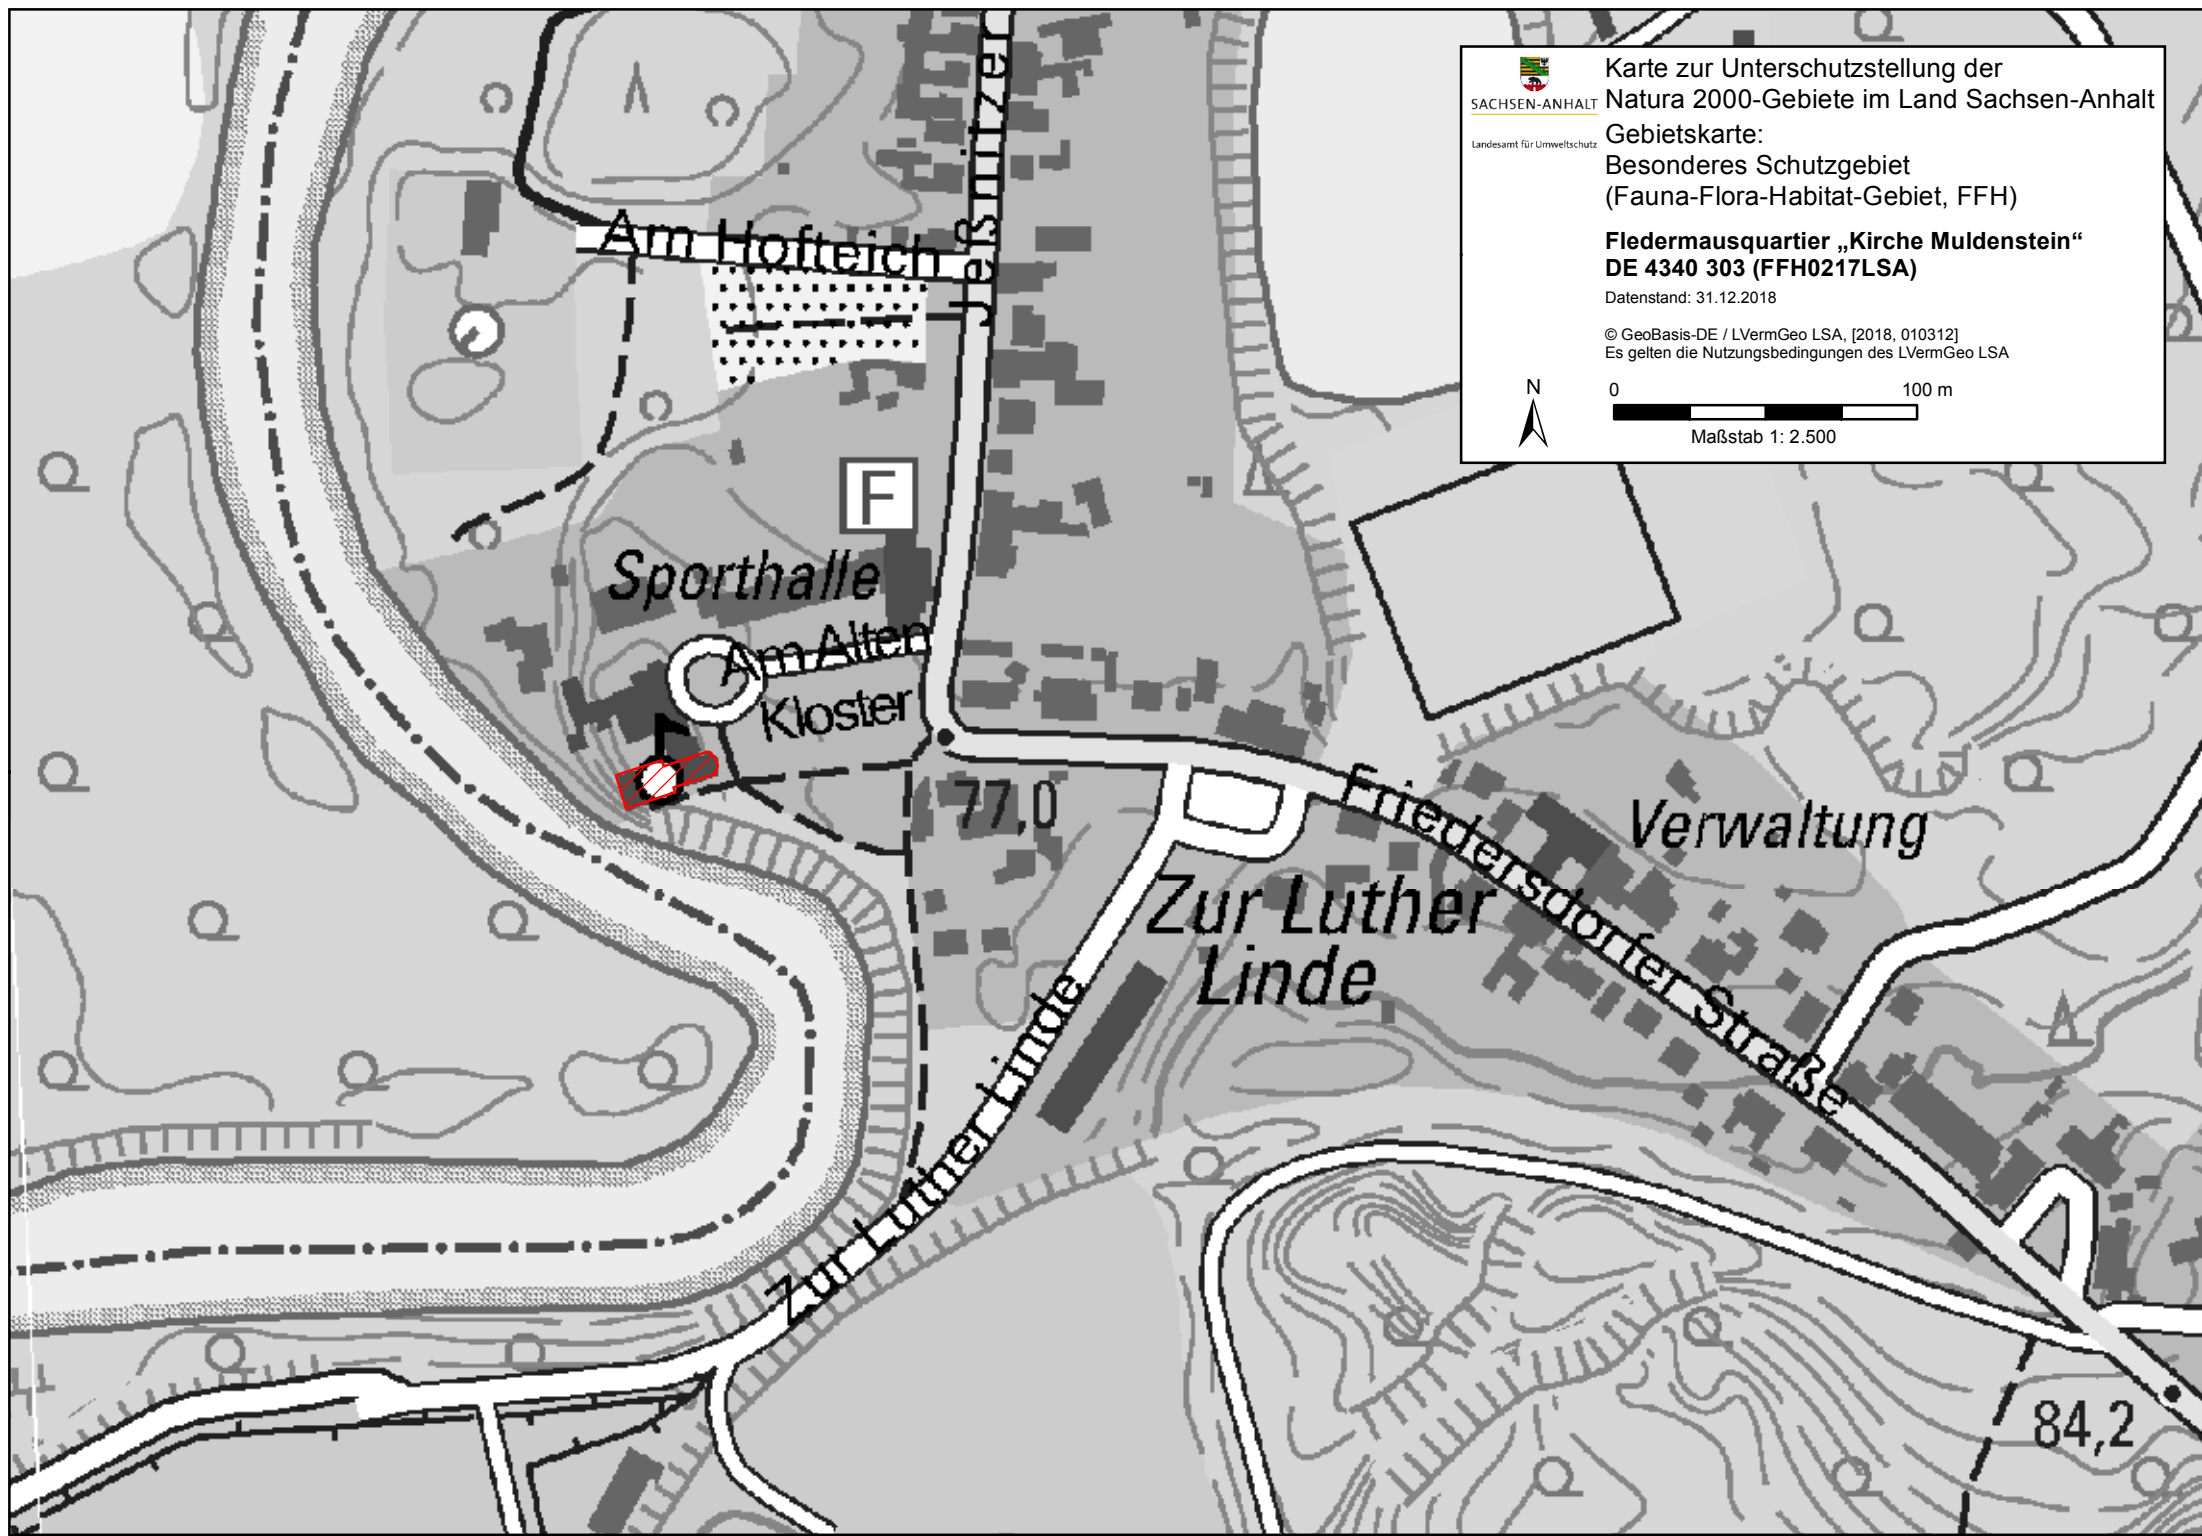 SACHSEN-ANHALT
Landesamt für Umweltschutz
Karte zur Unterschutzstellung der
Natura 2000-Gebiete im Land Sachsen-Anhalt
Gebietskarte:
Besonderes Schutzgebiet
(Fauna-Flora-Habitat-Gebiet, FFH)
Fledermausquartier „Kirche Muldenstein“
DE 4340 303 (FFH0217LSA)
Datenstand: 31.12.2018
© GeoBasis-DE / LVermGeo LSA, [2018, 010312]
Es gelten die Nutzungsbedingungen des LVermGeo LSA
N
0 100 m
Maßstab 1: 2.500
Jeßnitzer
Am Hofteich
F
Sporthalle
Am Alten
Kloster
77,0
Friedersdorfer Straße
Verwaltung
Zur Luther
Linde
Zur Luther Linde
84,2